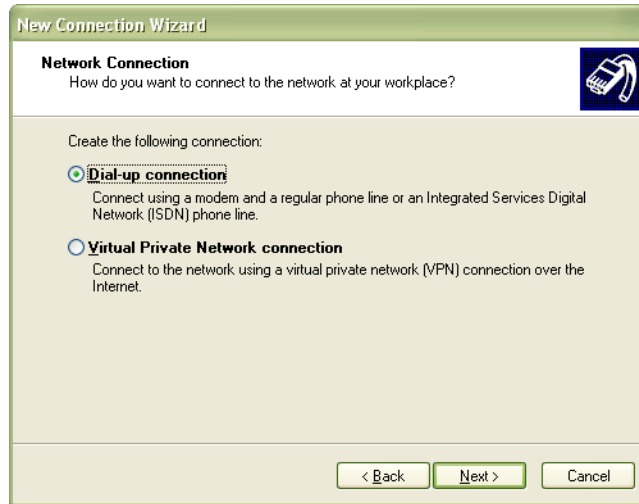 New Connection Wizard
Network Connection
How do you want to connect to the network at your workplace?
Create the following connection:
Dial-up connection
Connect using a modem and a regular phone line or an Integrated Services Digital
Network (ISDN) phone line.
Virtual Private Network connection
Connect to the network using a virtual private network (VPN) connection over the
Internet.
< Back
Next >
Cancel